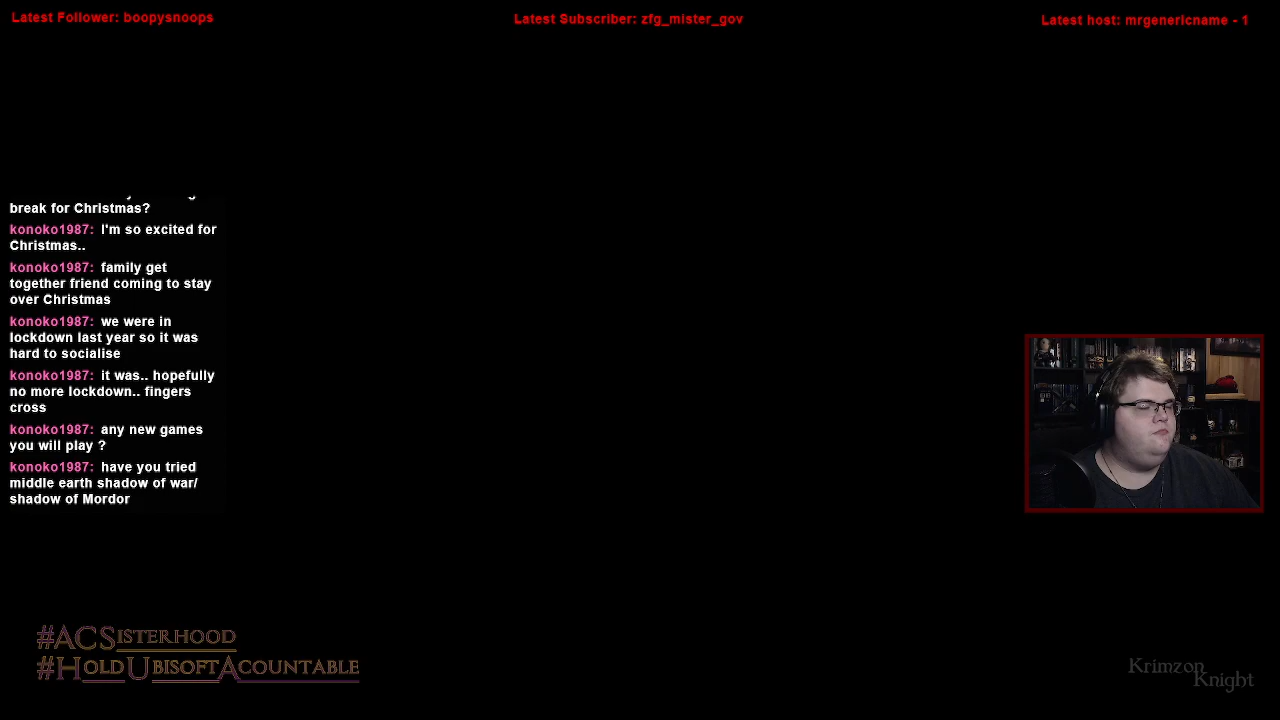 Latest Follower: boopysnoops
Latest Subscriber: zfg_mister_gov
Latest host: mrgenericname - 1
break for Christmas?
konoko1987: I'm so excited for
Christmas..
konoko1987: family get
together friend coming to stay
over Christmas
konoko1987: we were in
lockdown last year so it was
hard to socialise
konoko1987: it was.. hopefully
no more lockdown.. fingers
cross
konoko1987: any new games
you will play ?
konoko1987: have you tried
middle earth shadow of war/
shadow of Mordor
#ACSISTERHOOD
#HOLDUBISOFTACOUNTABLE
Krimzon
Knight